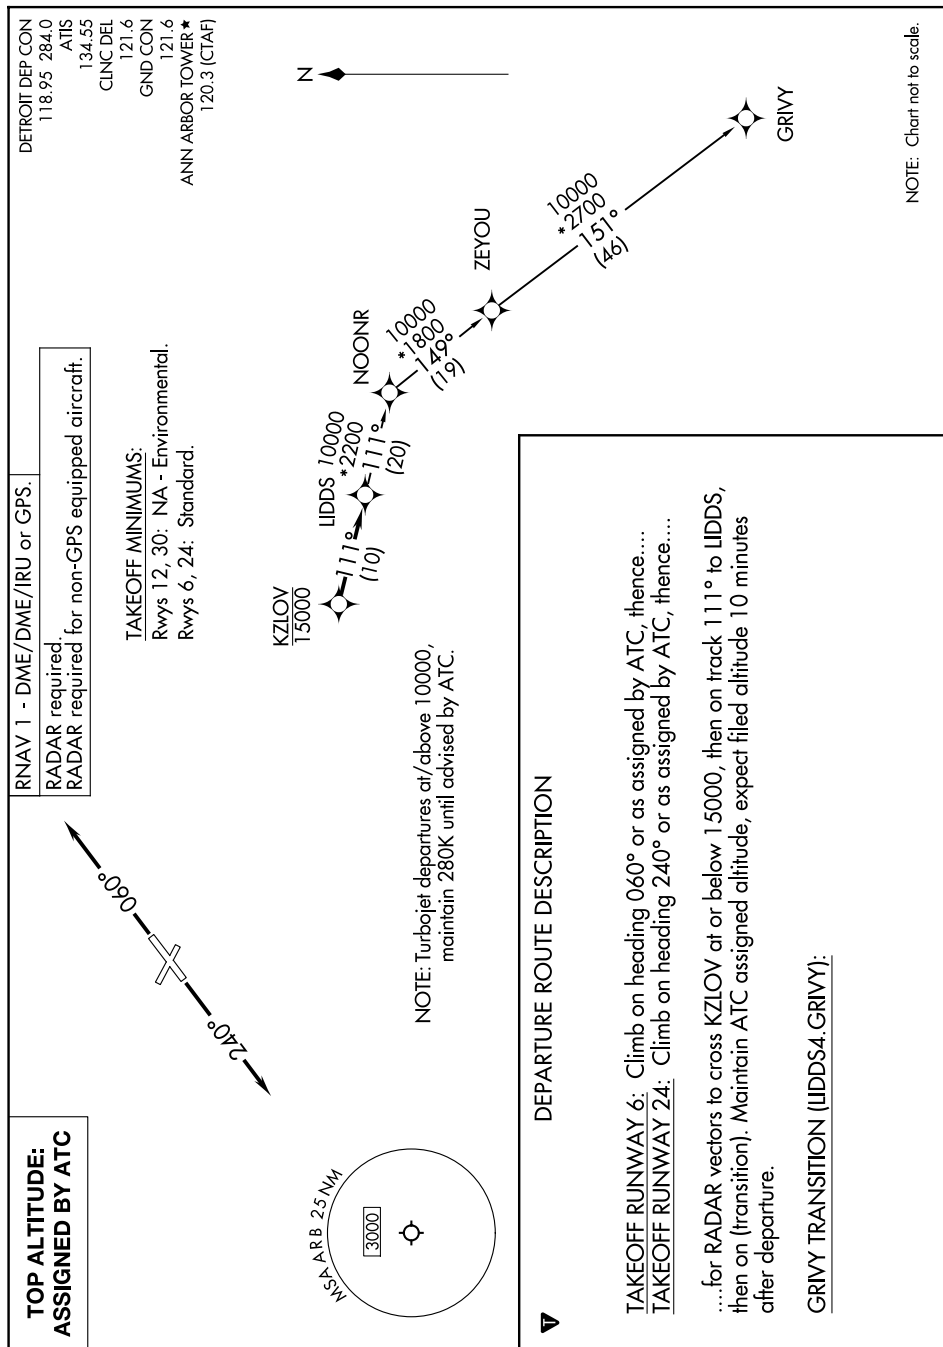 TOP ALTITUDE:
ASSIGNED BY ATC
RNAV 1 - DME/DME/IRU or GPS.
RADAR required.
RADAR required for non-GPS equipped aircraft.
DETROIT DEP CON
118.95 284.0
ATIS
134.55
CLNC DEL
121.6
GND CON
121.6
ANN ARBOR TOWER★
120.3 (CTAF)
TAKEOFF MINIMUMS:
Rwys 12, 30: NA - Environmental.
Rwys 6, 24: Standard.
060°
240°
N
MSA ARB 25 NM
3000
KZLOV
15000
111°
(10)
LIDDS
10000
*2200
111°
(20)
NOONR
10000
*1800
149°
(19)
ZEYOU
10000
*2700
151°
(46)
GRIVY
NOTE: Turbojet departures at/above 10000,
maintain 280K until advised by ATC.
NOTE: Chart not to scale.
T
DEPARTURE ROUTE DESCRIPTION
TAKEOFF RUNWAY 6: Climb on heading 060° or as assigned by ATC, thence....
TAKEOFF RUNWAY 24: Climb on heading 240° or as assigned by ATC, thence....
....for RADAR vectors to cross KZLOV at or below 15000, then on track 111° to LIDDS,
then on (transition). Maintain ATC assigned altitude, expect filed altitude 10 minutes
after departure.
GRIVY TRANSITION (LIDDS4.GRIVY):